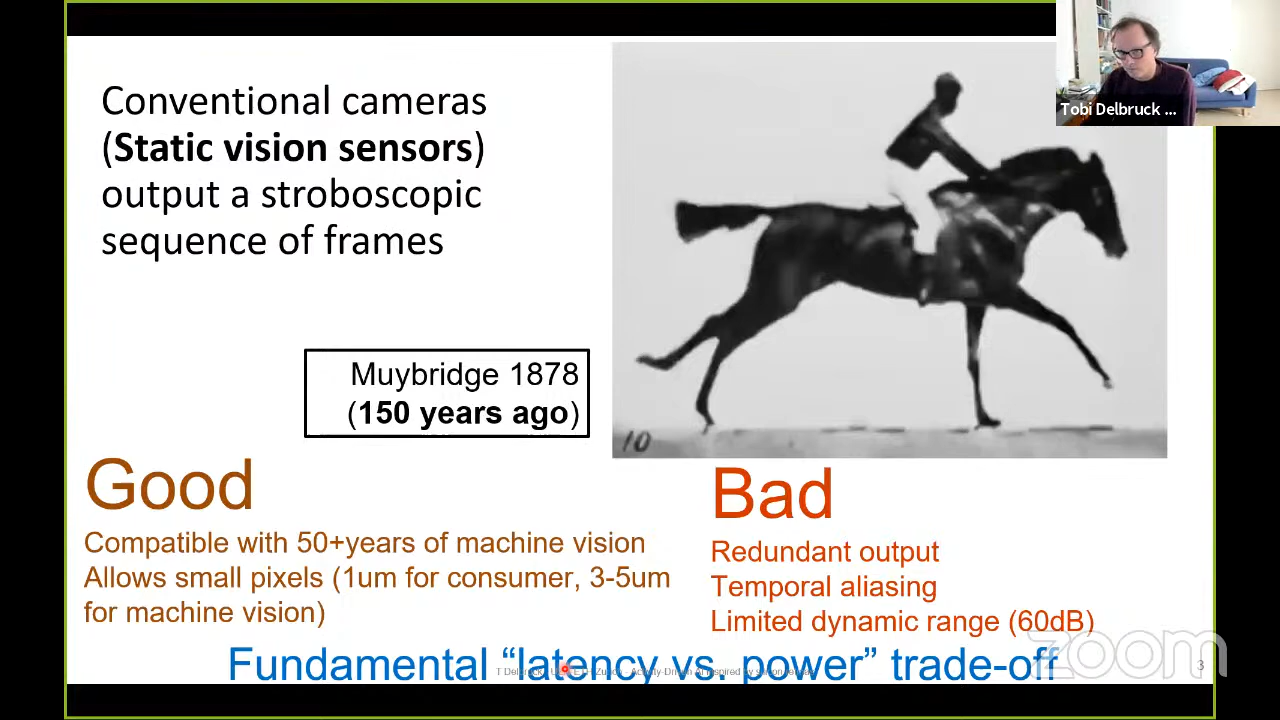 Conventional cameras
(Static vision sensors)
output a stroboscopic
sequence of frames
Tobi Delbruck ...
Muybridge 1878
(150 years ago)
10
Good
Compatible with 50+years of machine vision
Allows small pixels (1um for consumer, 3-5um
for machine vision)
Bad
Redundant output
Temporal aliasing
Limited dynamic range (60dB)
Fundamental “latency vs. power” trade-off
T Delbruck
zoom
3